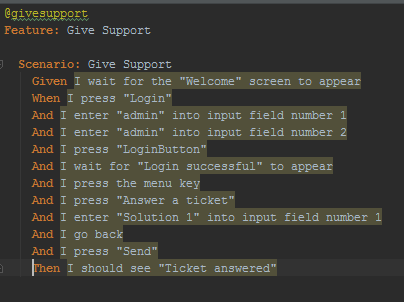 @givesupport
Feature: Give Support
Scenario: Give Support
Given I wait for the "Welcome" screen to appear
When I press "Login"
And I enter "admin" into input field number 1
And I enter "admin" into input field number 2
And I press "LoginButton"
And I wait for "Login successful" to appear
And I press the menu key
And I press "Answer a ticket"
And I enter "Solution 1" into input field number 1
And I go back
And I press "Send"
Then I should see "Ticket answered"